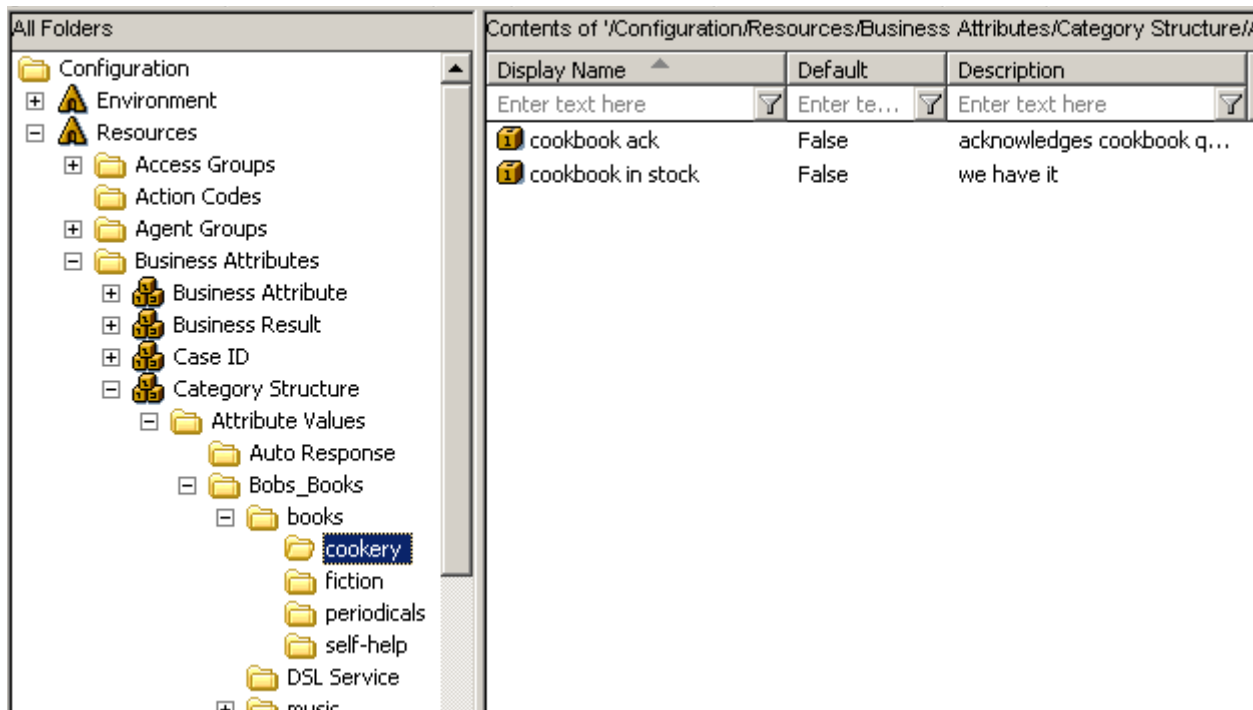 All Folders
Configuration
Environment
Resources
Access Groups
Action Codes
Agent Groups
Business Attributes
Business Attribute
Business Result
Case ID
Category Structure
Attribute Values
Auto Response
Bobs_Books
books
cookery
fiction
periodicals
self-help
DSL Service
music
Contents of '/Configuration/Resources/Business Attributes/Category Structure/
Display Name Default Description
Enter text here Enter te... Enter text here
cookbook ack False acknowledges cookbook q...
cookbook in stock False we have it